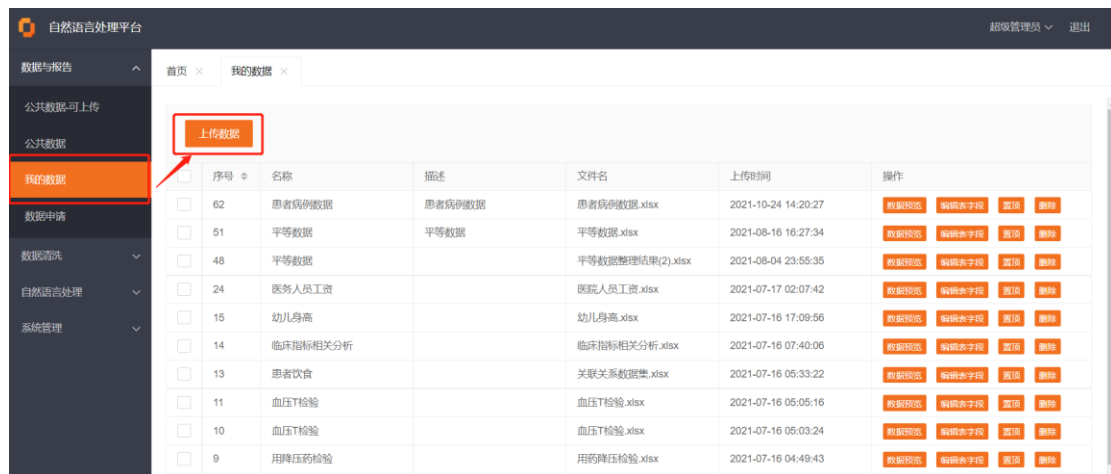 自然语言处理平台 超级管理员 退出
数据与报告 首页 × 我的数据 ×
公共数据-可上传
公共数据
我的数据
数据申请
数据清洗
自然语言处理
系统管理
上传数据
序号 名称 描述 文件名 上传时间 操作
62 患者病例数据 患者病例数据 患者病例数据.xlsx 2021-10-24 14:20:27 数据预览 编辑表字段 置顶 删除
51 平等数据 平等数据 平等数据.xlsx 2021-08-16 16:27:34 数据预览 编辑表字段 置顶 删除
48 平等数据 平等数据整理结果(2).xlsx 2021-08-04 23:55:35 数据预览 编辑表字段 置顶 删除
24 医务人员工资 医院人员工资.xlsx 2021-07-17 02:07:42 数据预览 编辑表字段 置顶 删除
15 幼儿身高 幼儿身高.xlsx 2021-07-16 17:09:56 数据预览 编辑表字段 置顶 删除
14 临床指标相关分析 临床指标相关分析.xlsx 2021-07-16 07:40:06 数据预览 编辑表字段 置顶 删除
13 患者饮食 关联关系数据集.xlsx 2021-07-16 05:33:22 数据预览 编辑表字段 置顶 删除
11 血压T检验 血压T检验.xlsx 2021-07-16 05:05:16 数据预览 编辑表字段 置顶 删除
10 血压T检验 血压T检验.xlsx 2021-07-16 05:03:24 数据预览 编辑表字段 置顶 删除
9 用降压药检验 用药降压检验.xlsx 2021-07-16 04:49:43 数据预览 编辑表字段 置顶 删除